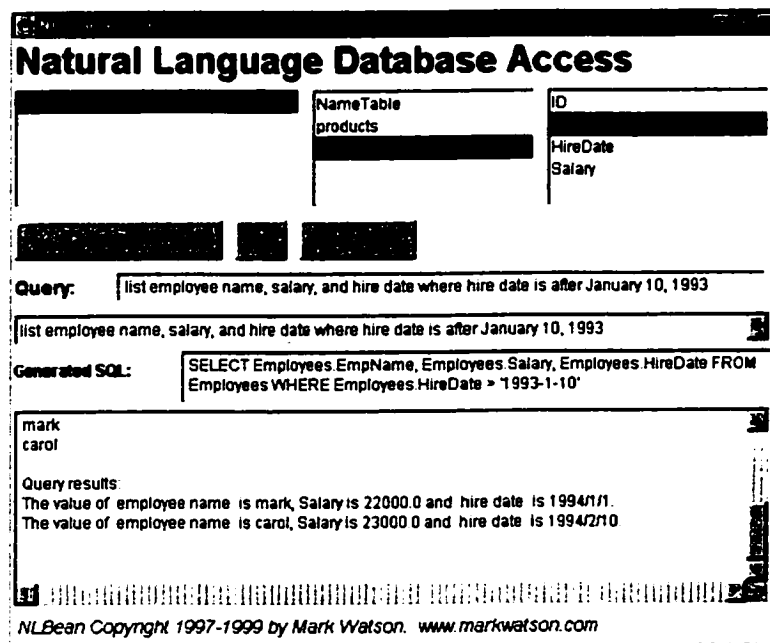 Natural Language Database Access
NameTable
products
ID
HireDate
Salary
Query: list employee name, salary, and hire date where hire date is after January 10, 1993
list employee name, salary, and hire date where hire date is after January 10, 1993
Generated SQL: SELECT Employees.EmpName, Employees.Salary, Employees.HireDate FROM
Employees WHERE Employees.HireDate > '1993-1-10'
mark
carol
Query results:
The value of employee name is mark, Salary is 22000.0 and hire date is 1994/1/1.
The value of employee name is carol, Salary is 23000.0 and hire date is 1994/2/10.
NLBean Copyright 1997-1999 by Mark Watson. www.markwatson.com